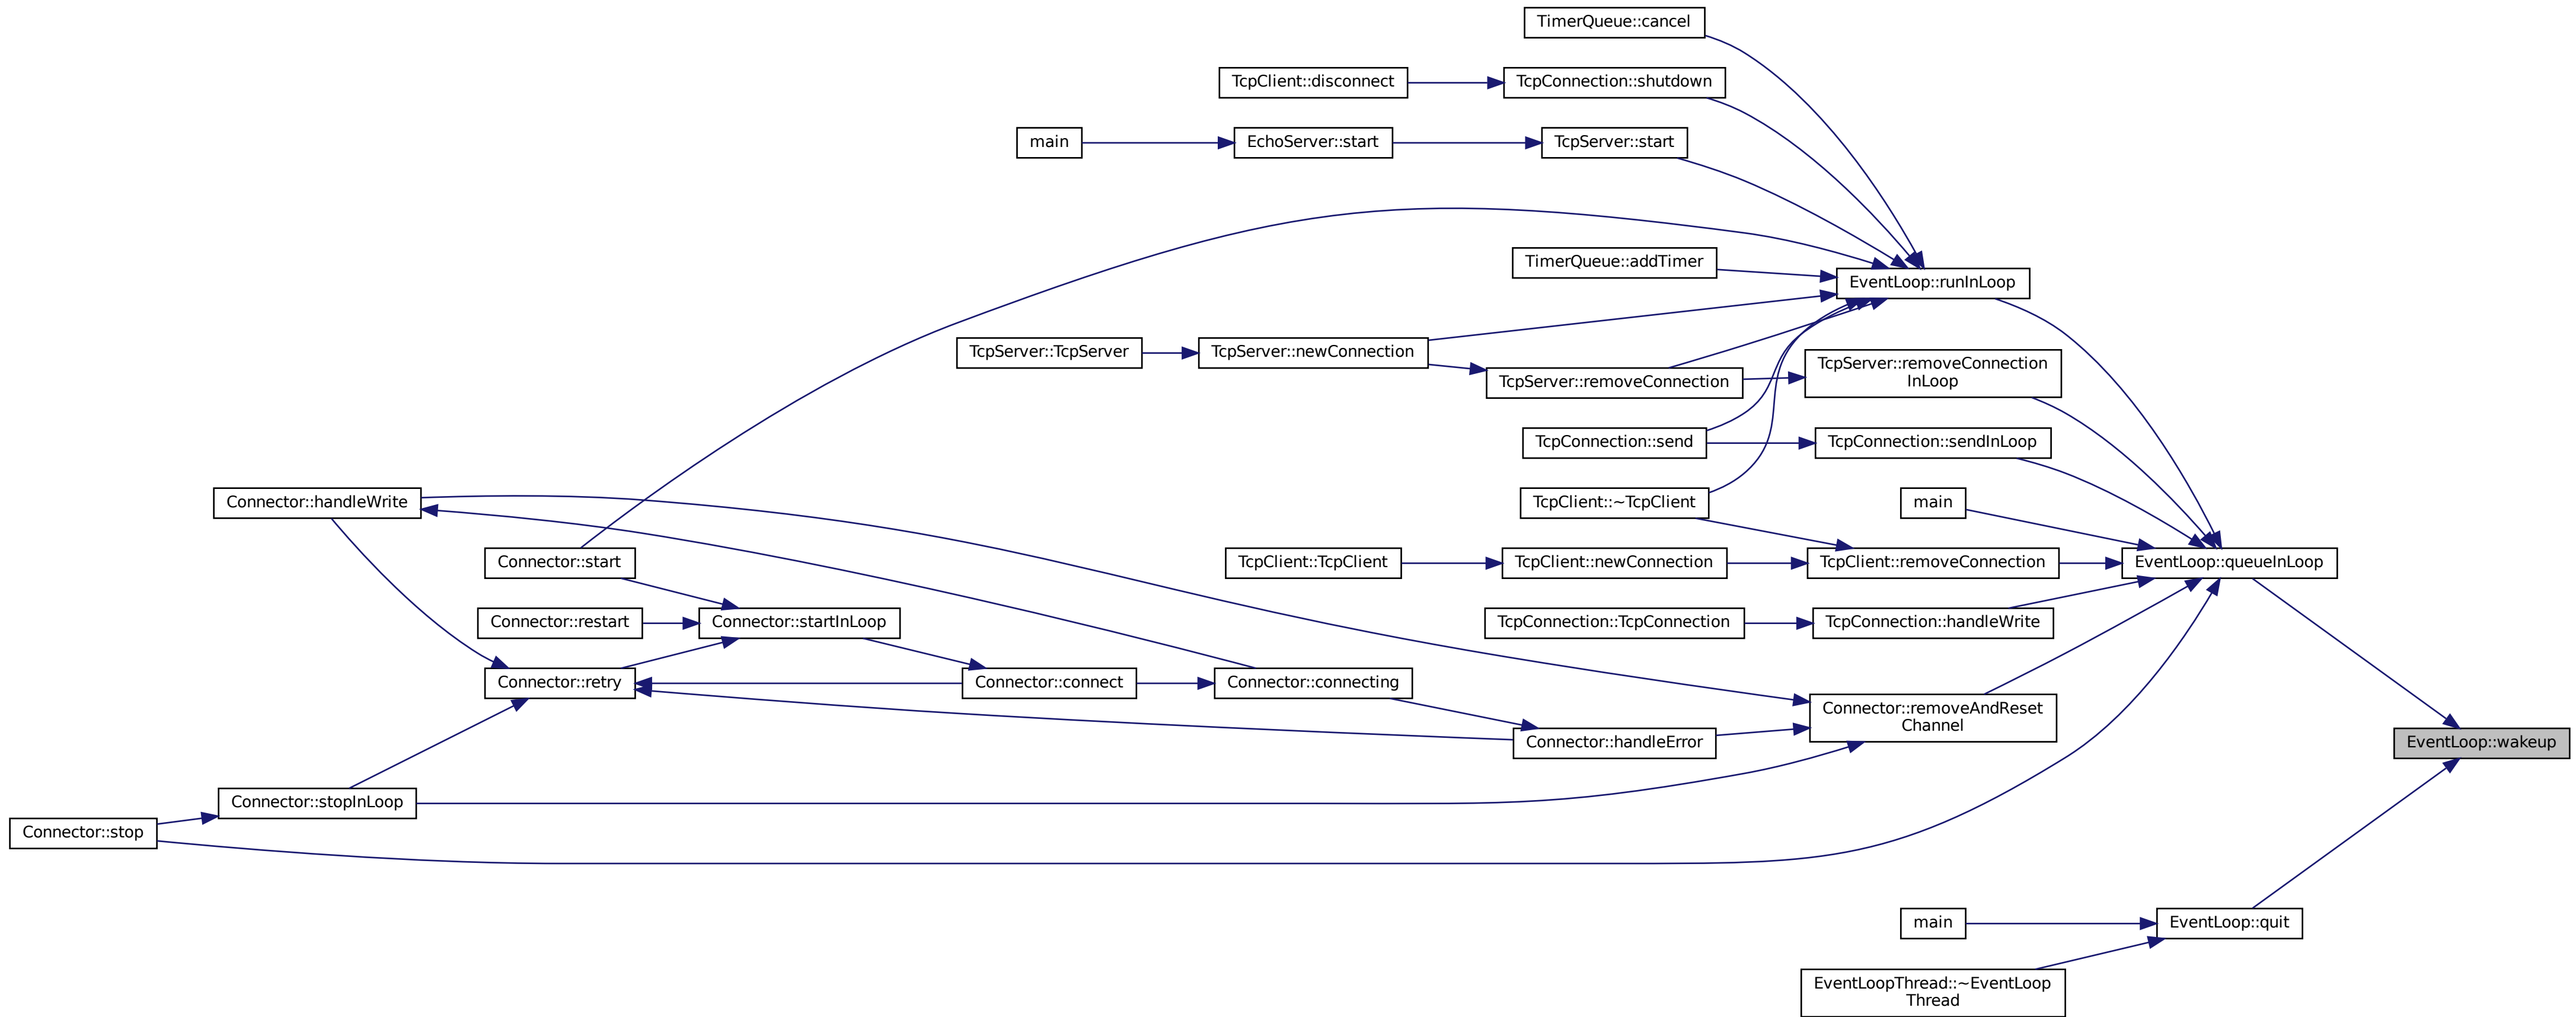 TimerQueue::cancel
TcpClient::disconnect
TcpConnection::shutdown
main
EchoServer::start
TcpServer::start
TimerQueue::addTimer
EventLoop::runInLoop
TcpServer::TcpServer
TcpServer::newConnection
TcpServer::removeConnection
TcpServer::removeConnection
InLoop
TcpConnection::send
TcpConnection::sendInLoop
Connector::handleWrite
TcpClient::~TcpClient
main
Connector::start
TcpClient::TcpClient
TcpClient::newConnection
TcpClient::removeConnection
EventLoop::queueInLoop
Connector::restart
Connector::startInLoop
TcpConnection::TcpConnection
TcpConnection::handleWrite
Connector::retry
Connector::connect
Connector::connecting
Connector::removeAndReset
Channel
Connector::handleError
EventLoop::wakeup
Connector::stopInLoop
Connector::stop
main
EventLoop::quit
EventLoopThread::~EventLoop
Thread